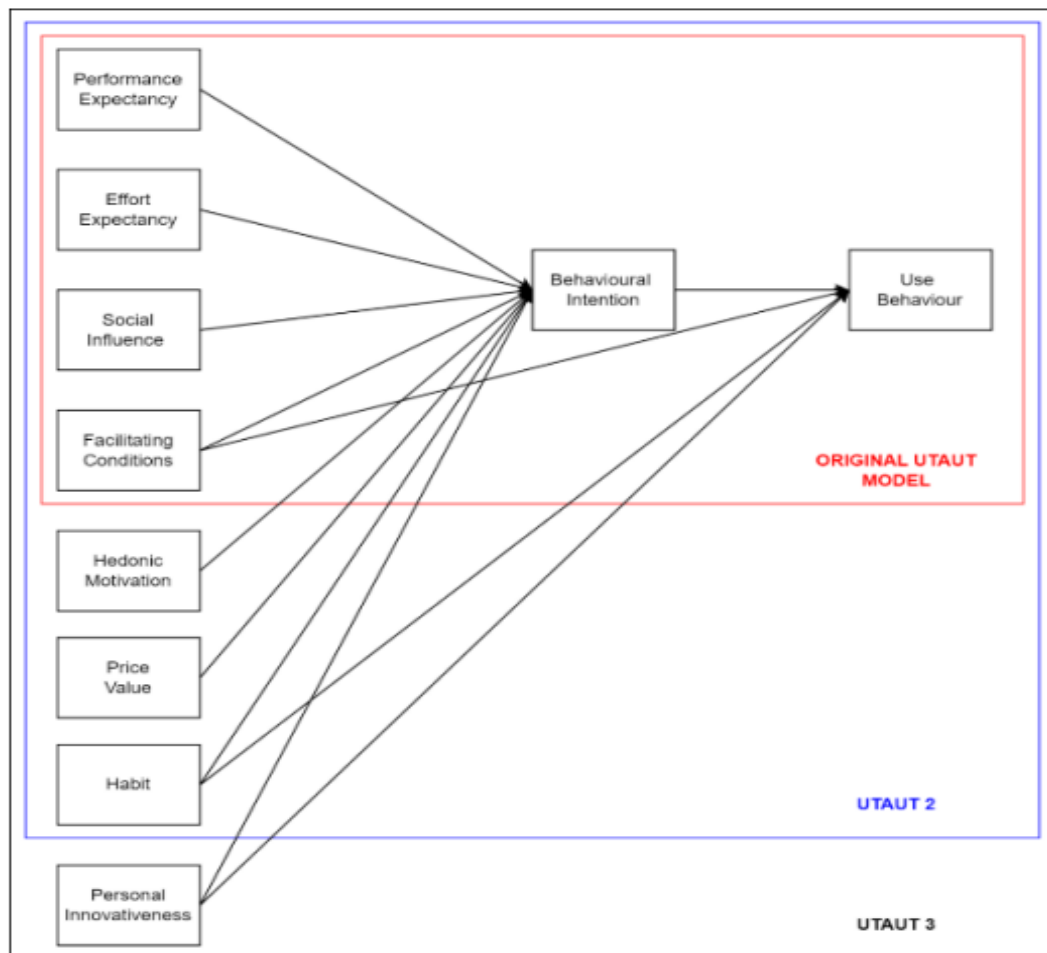 Performance
Expectancy
Effort
Expectancy
Social
Influence
Facilitating
Conditions
Hedonic
Motivation
Price
Value
Habit
Personal
Innovativeness
Behavioural
Intention
Use
Behaviour
ORIGINAL UTAUT
MODEL
UTAUT 2
UTAUT 3